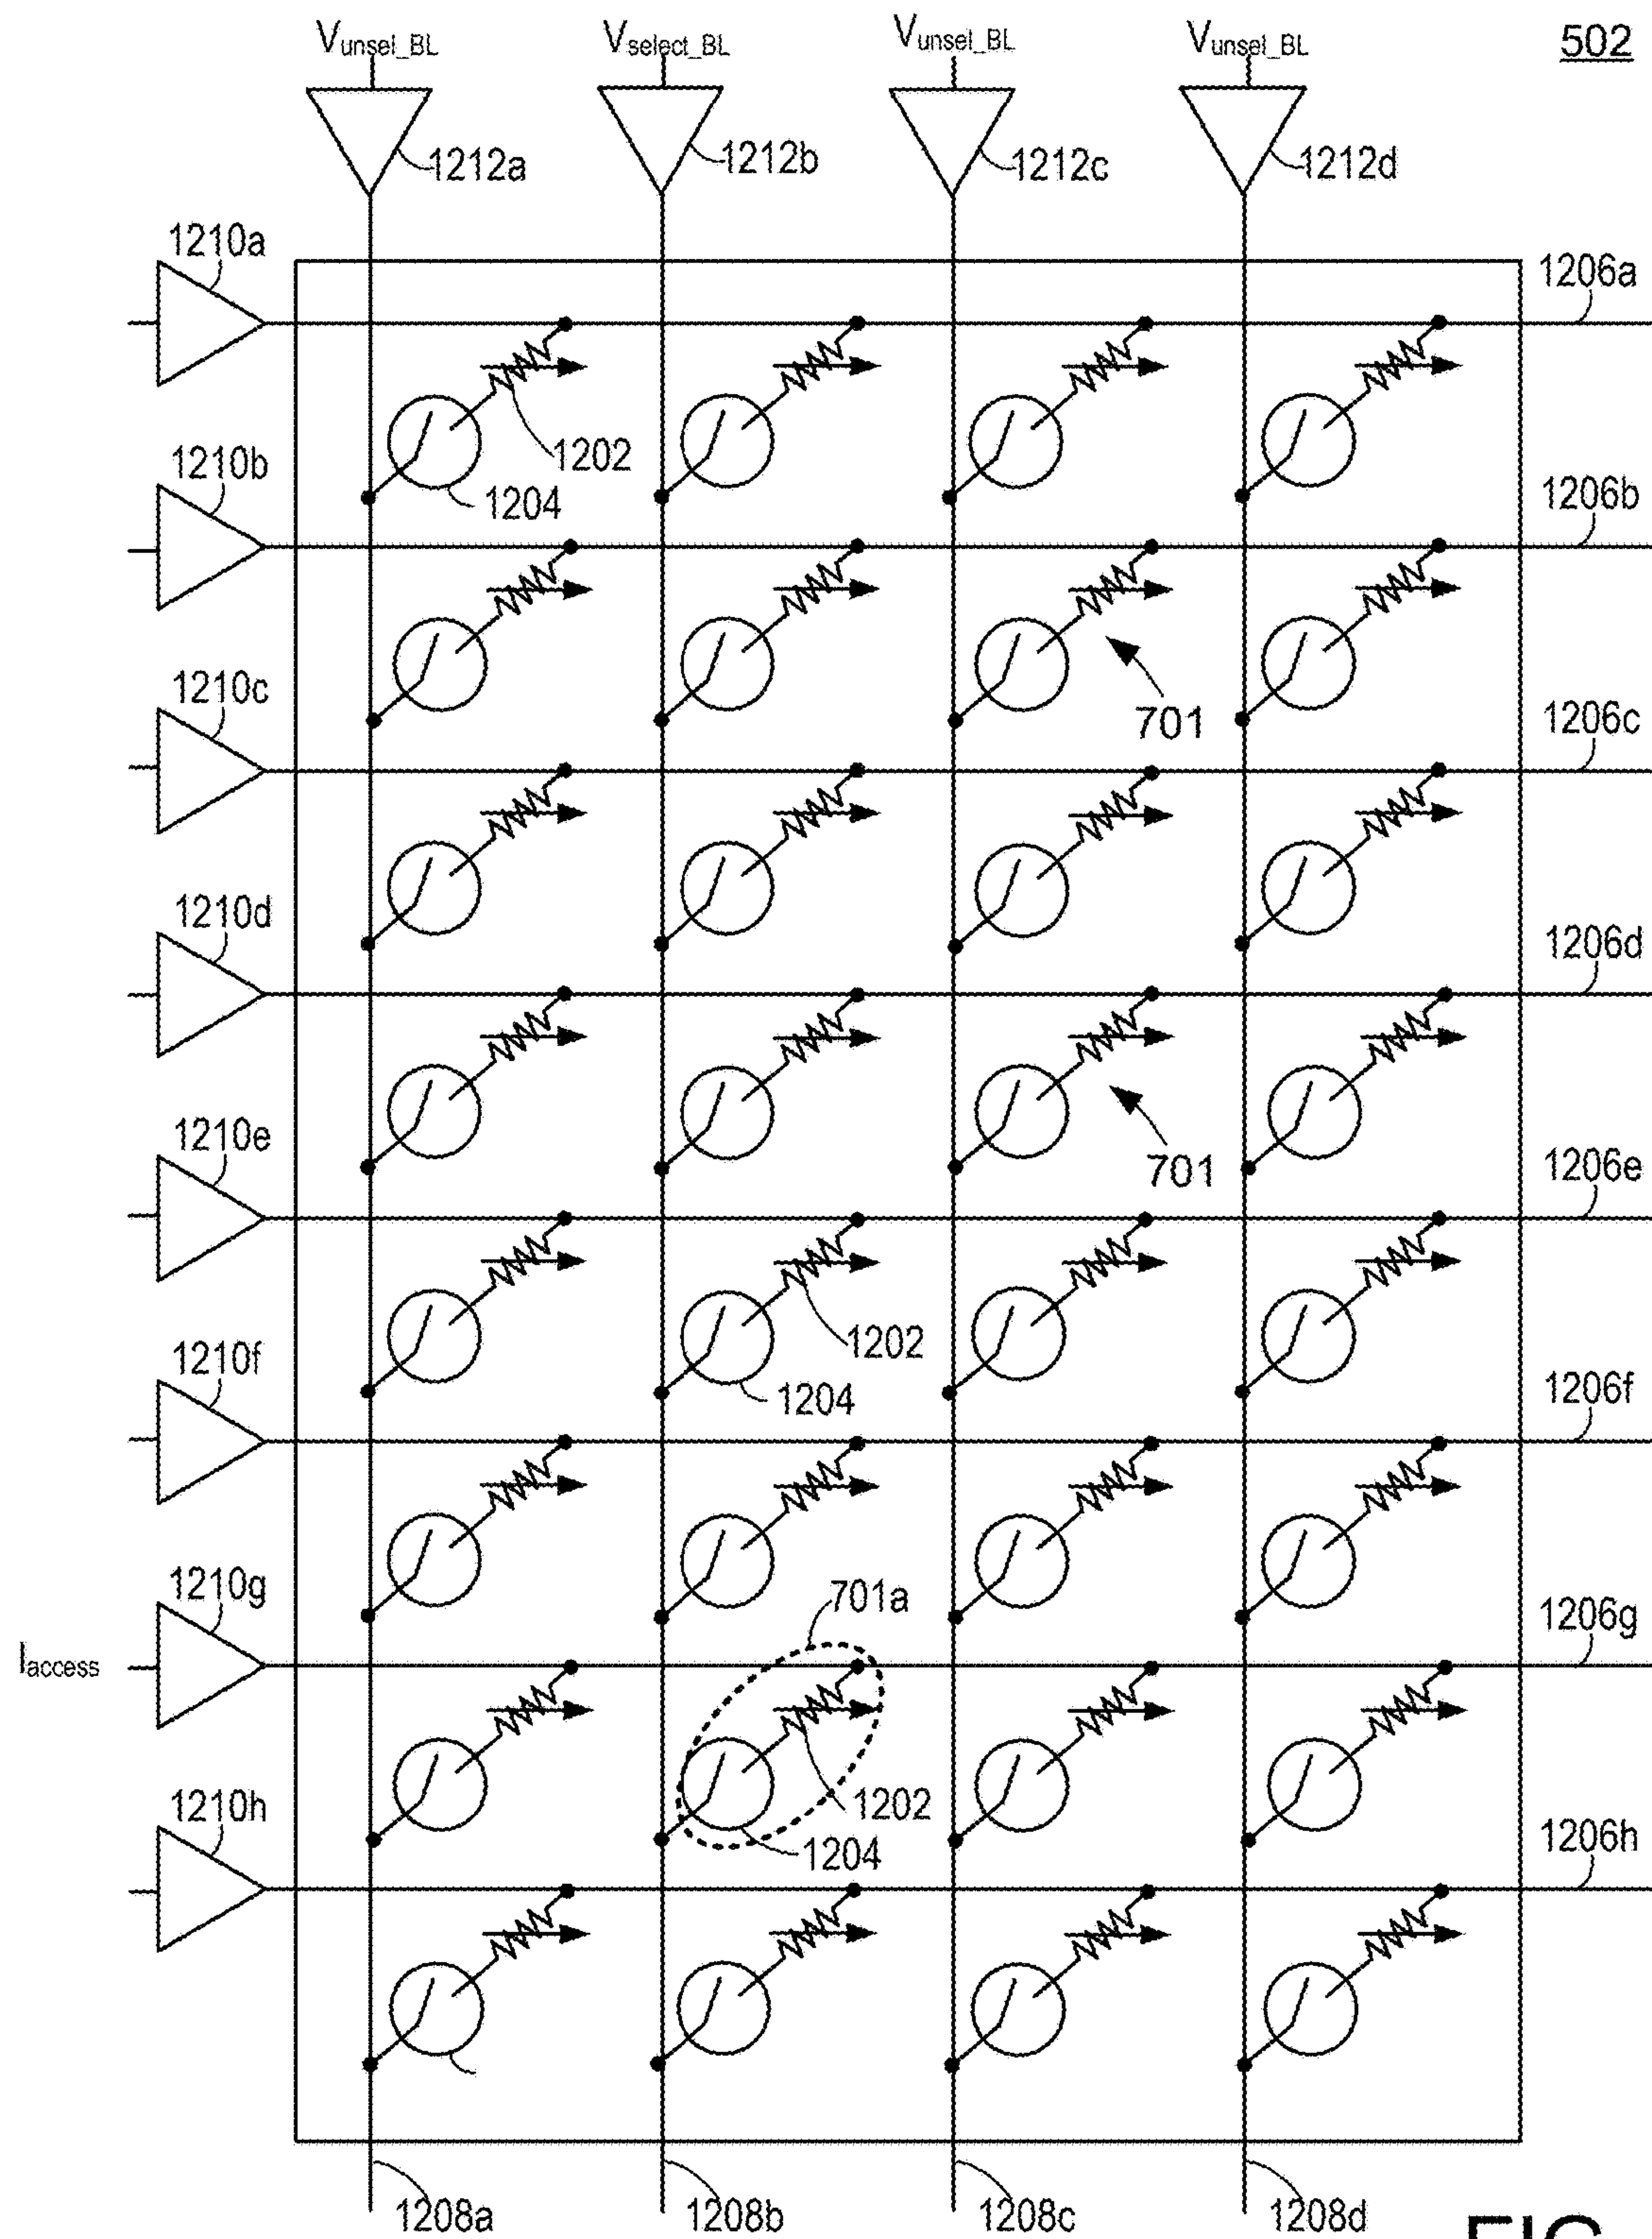 Vunsel_BL Vselect_BL Vunsel_BL Vunsel_BL 502
1212a 1212b 1212c 1212d
1210a 1206a
1202
1210b 1204 1206b
1210c 701 1206c
1210d 1206d
1210e 701 1206e
1202
1210f 1204 1206f
1210g 701a 1206g
Iaccess
1202
1210h 1204 1206h
1208a 1208b 1208c 1208d
FIG